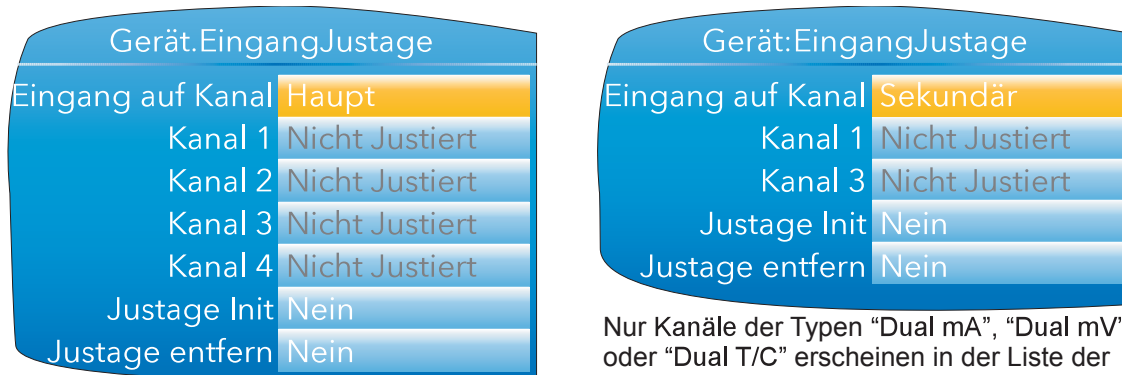 Gerät.EingangJustage
Eingang auf Kanal Haupt
Kanal 1 Nicht Justiert
Kanal 2 Nicht Justiert
Kanal 3 Nicht Justiert
Kanal 4 Nicht Justiert
Justage Init Nein
Justage entfern Nein
Gerät:EingangJustage
Eingang auf Kanal Sekundär
Kanal 1 Nicht Justiert
Kanal 3 Nicht Justiert
Justage Init Nein
Justage entfern Nein
Nur Kanäle der Typen “Dual mA”, “Dual mV”
oder “Dual T/C” erscheinen in der Liste der